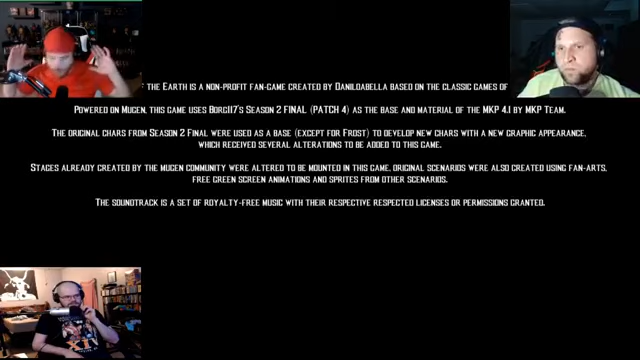 THE EARTH IS A NON-PROFIT FAN-GAME CREATED BY DANILOABELLA BASED ON THE CLASSIC GAMES OF
POWERED ON MUGEN, THIS GAME USES BORG117'S SEASON 2 FINAL (PATCH 4) AS THE BASE AND MATERIAL OF THE MKP 4.1 BY MKP TEAM.
THE ORIGINAL CHARS FROM SEASON 2 FINAL WERE USED AS A BASE (EXCEPT FOR FROST) TO DEVELOP NEW CHARS WITH A NEW GRAPHIC APPEARANCE,
WHICH RECEIVED SEVERAL ALTERATIONS TO BE ADDED TO THIS GAME.
STAGES ALREADY CREATED BY THE MUGEN COMMUNITY WERE ALTERED TO BE MOUNTED IN THIS GAME, ORIGINAL SCENARIOS WERE ALSO CREATED USING FAN-ARTS,
FREE GREEN SCREEN ANIMATIONS AND SPRITES FROM OTHER SCENARIOS.
THE SOUNDTRACK IS A SET OF ROYALTY-FREE MUSIC WITH THEIR RESPECTIVE RESPECTED LICENSES OR PERMISSIONS GRANTED.
XIV